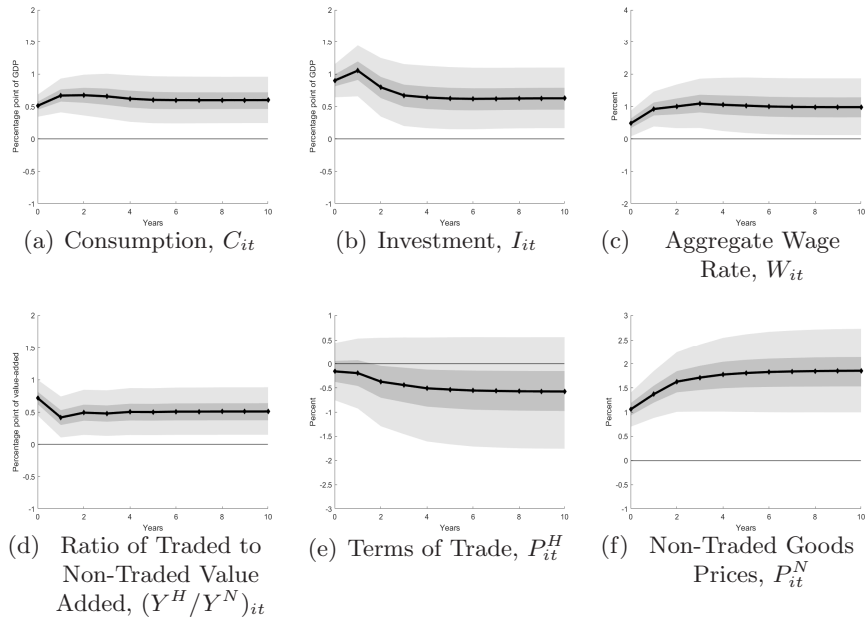 Percentage point of GDP
2
1.5
1
0.5
0
-0.5
-1
0 2 4 6 8 10
Years
(a) Consumption, C_it
Percentage point of GDP
2
1.5
1
0.5
0
-0.5
-1
0 2 4 6 8 10
Years
(b) Investment, I_it
Percent
4
3
2
1
0
-1
-2
0 2 4 6 8 10
Years
(c) Aggregate Wage
Rate, W_it
Percentage point of value-added
2
1.5
1
0.5
0
-0.5
-1
0 2 4 6 8 10
Years
(d) Ratio of Traded to
Non-Traded Value
Added, (Y^H/Y^N)_it
Percent
1
0.5
0
-0.5
-1
-1.5
-2
-2.5
-3
0 2 4 6 8 10
Years
(e) Terms of Trade, P^H_it
Percent
3
2.5
2
1.5
1
0.5
0
-0.5
-1
0 2 4 6 8 10
Years
(f) Non-Traded Goods
Prices, P^N_it